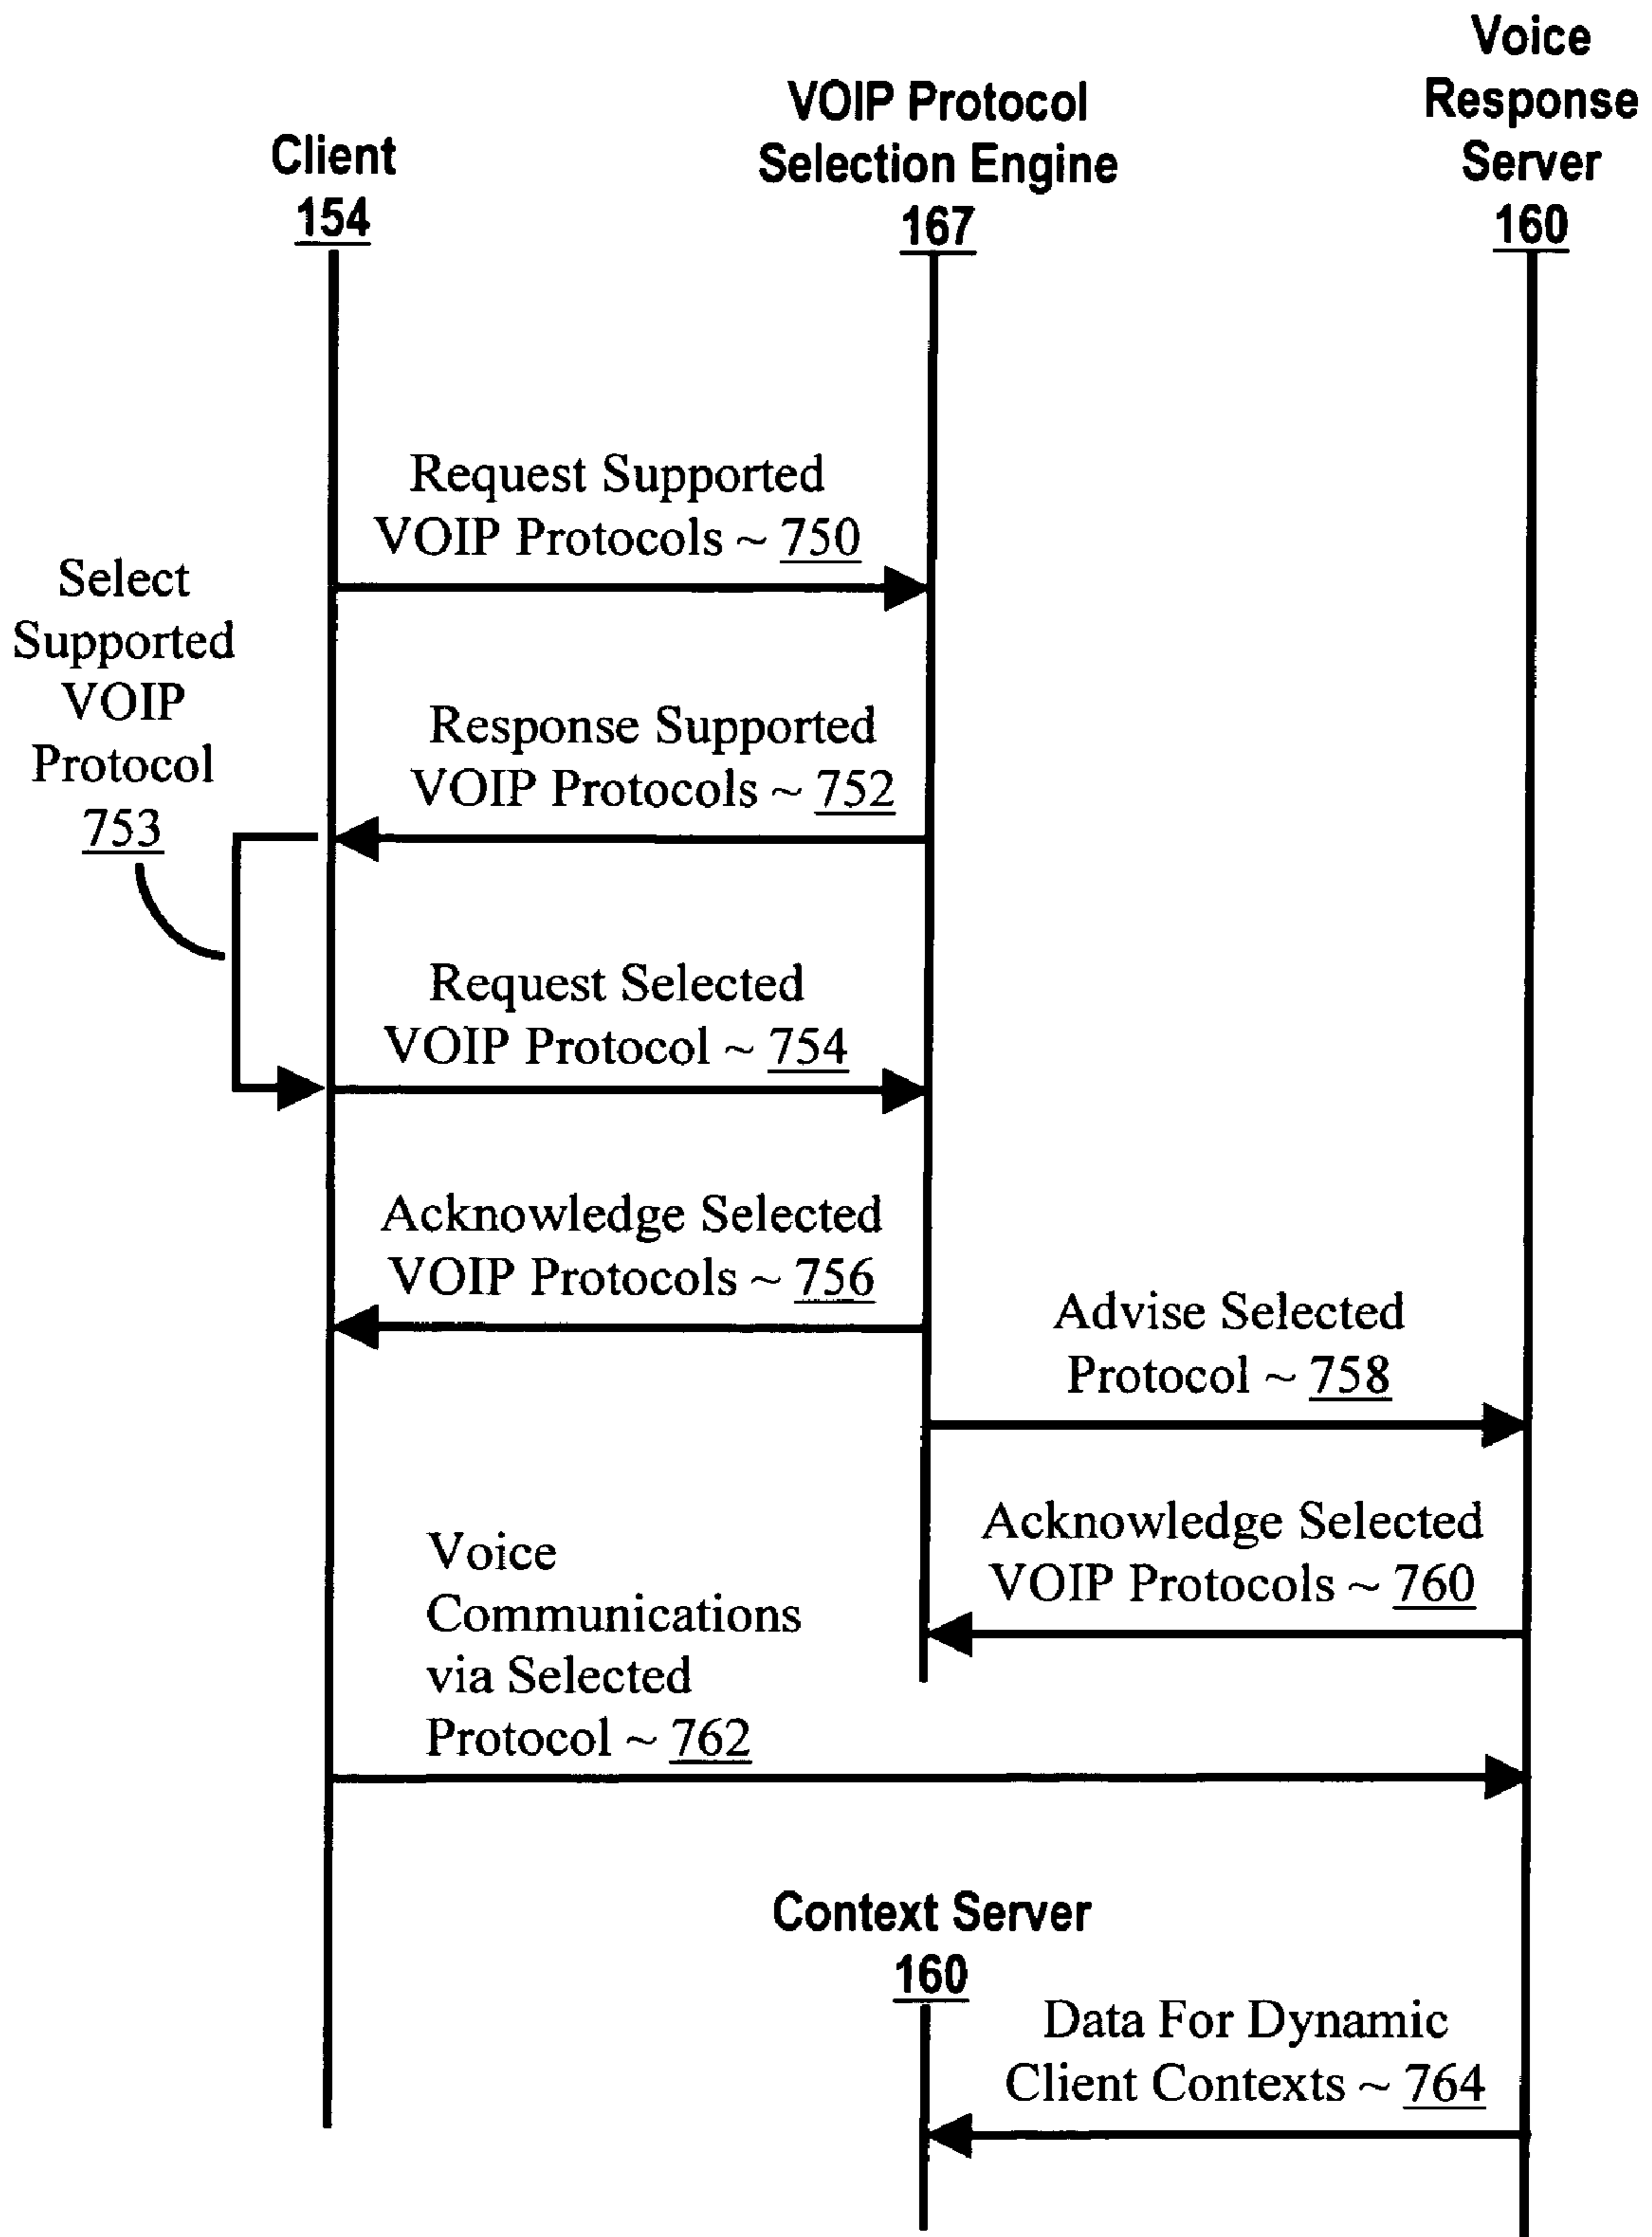 Client
154
VOIP Protocol
Selection Engine
167
Voice
Response
Server
160
Request Supported
VOIP Protocols ~ 750
Select
Supported
VOIP
Protocol
753
Response Supported
VOIP Protocols ~ 752
Request Selected
VOIP Protocol ~ 754
Acknowledge Selected
VOIP Protocols ~ 756
Advise Selected
Protocol ~ 758
Acknowledge Selected
VOIP Protocols ~ 760
Voice
Communications
via Selected
Protocol ~ 762
Context Server
160
Data For Dynamic
Client Contexts ~ 764